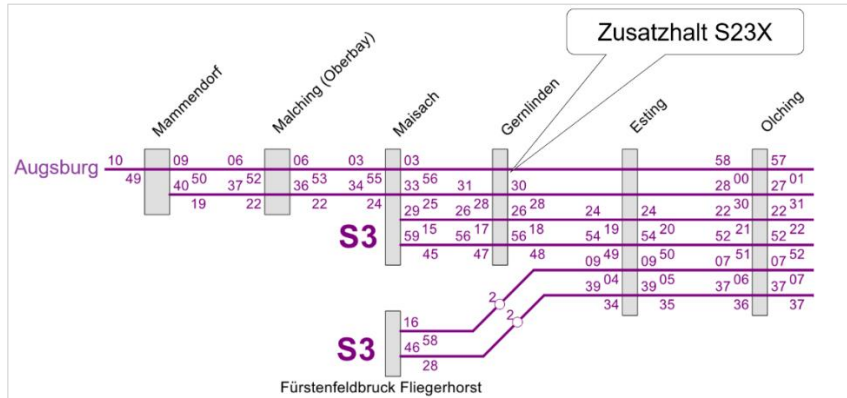 Zusatzhalt S23X
Mammendorf
Malching (Oberbay)
Maisach
Gernlinden
Esting
Olching
Augsburg 10 09 06 06 03 03 58 57
49 40 50 37 52 36 53 34 55 33 56 31 30 28 00 27 01
19 22 22 24 29 25 26 28 26 28 24 24 22 30 22 31
S3 59 15 56 17 56 18 54 19 54 20 52 21 52 22
45 47 48 09 49 09 50 07 51 07 52
2 2 39 04 39 05 37 06 37 07
16 34 35 36 37
S3 46 58
28
Fürstenfeldbruck Fliegerhorst